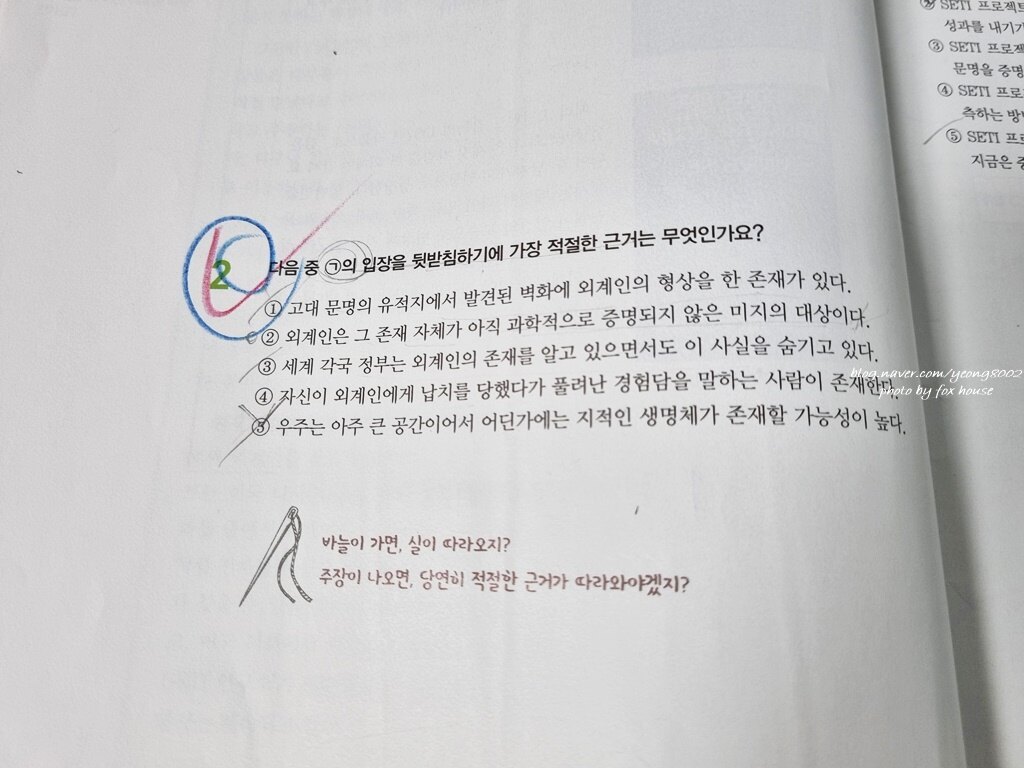 2 다음 중 ㉠의 입장을 뒷받침하기에 가장 적절한 근거는 무엇인가요?
① 고대 문명의 유적지에서 발견된 벽화에 외계인의 형상을 한 존재가 있다.
② 외계인은 그 존재 자체가 아직 과학적으로 증명되지 않은 미지의 대상이다.
③ 세계 각국 정부는 외계인의 존재를 알고 있으면서도 이 사실을 숨기고 있다.
④ 자신이 외계인에게 납치를 당했다가 풀려난 경험담을 말하는 사람이 존재한다.
⑤ 우주는 아주 큰 공간이어서 어딘가에는 지적인 생명체가 존재할 가능성이 높다.
바늘이 가면, 실이 따라오지?
주장이 나오면, 당연히 적절한 근거가 따라와야겠지?
② SETI 프로젝트
성과를 내기가
③ SETI 프로젝
문명을 증명
④ SETI 프로
측하는 방
⑤ SETI 프로
지금은
blog.naver.com/yeong8002
photo by fox house